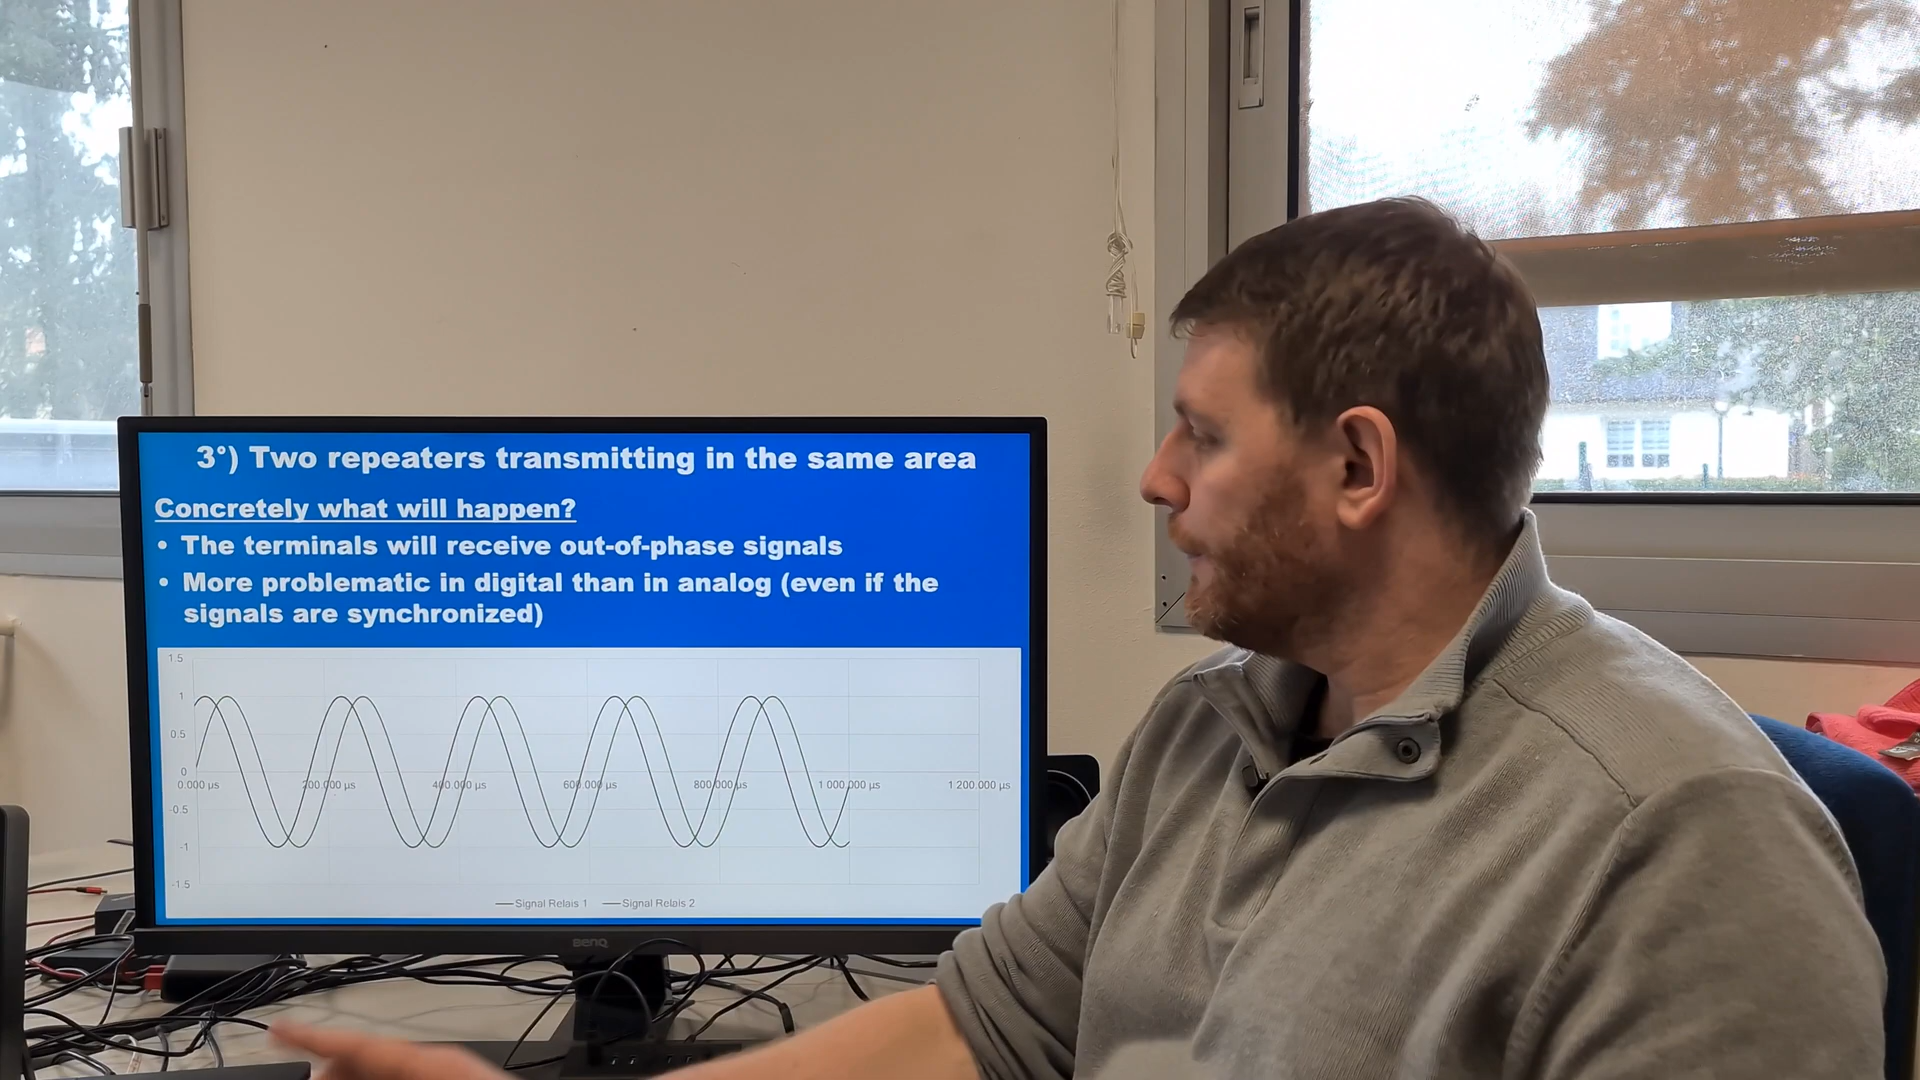 3°) Two repeaters transmitting in the same area
Concretely what will happen?
• The terminals will receive out-of-phase signals
• More problematic in digital than in analog (even if the
signals are synchronized)
1.5
1
0.5
0
0.000 µs 200.000 µs 400.000 µs 600.000 µs 800.000 µs 1 000.000 µs 1 200.000 µs
-0.5
-1
-1.5
Signal Relais 1 Signal Relais 2
BenQ